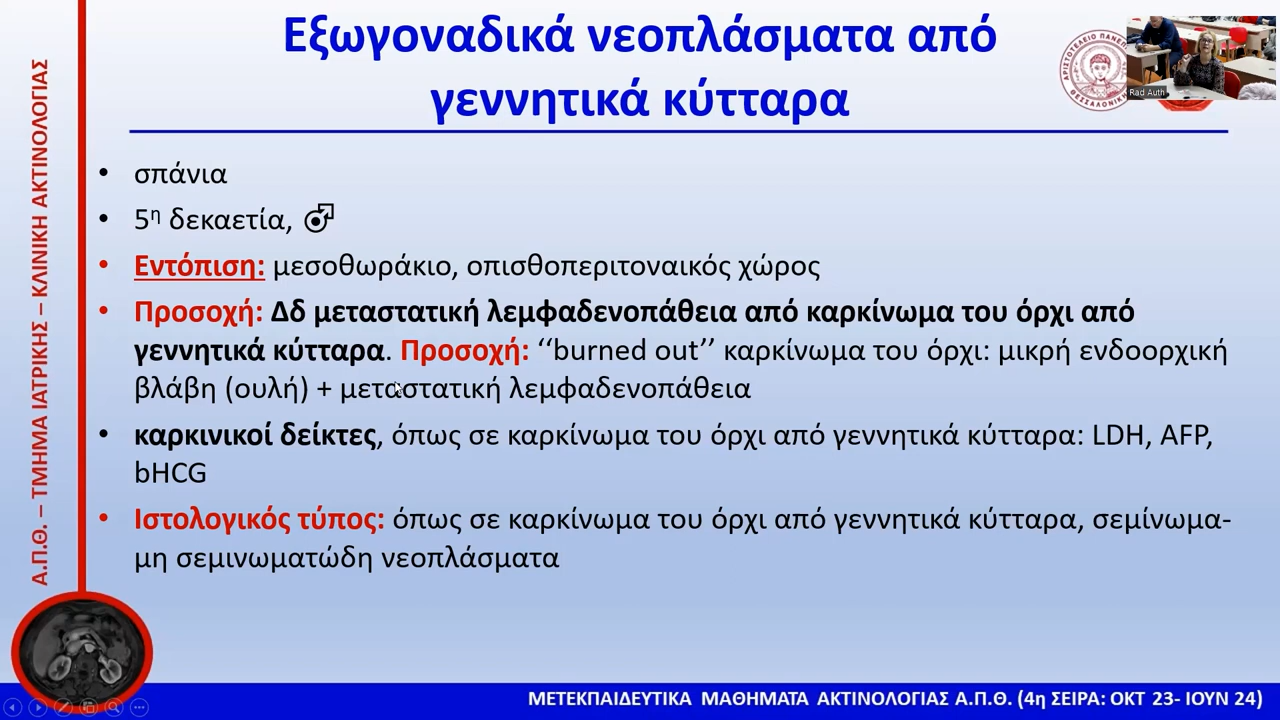 Εξωγοναδικά νεοπλάσματα από
γεννητικά κύτταρα
Rad Auth
Α.Π.Θ. – ΤΜΗΜΑ ΙΑΤΡΙΚΗΣ – ΚΛΙΝΙΚΗ ΑΚΤΙΝΟΛΟΓΙΑΣ
• σπάνια
• 5η δεκαετία,
• Εντόπιση: μεσοθωράκιο, οπισθοπεριτοναικός χώρος
• Προσοχή: Δδ μεταστατική λεμφαδενοπάθεια από καρκίνωμα του όρχι από
γεννητικά κύτταρα. Προσοχή: ‘‘burned out’’ καρκίνωμα του όρχι: μικρή ενδοορχική
βλάβη (ουλή) + μεταστατική λεμφαδενοπάθεια
• καρκινικοί δείκτες, όπως σε καρκίνωμα του όρχι από γεννητικά κύτταρα: LDH, AFP,
bHCG
• Ιστολογικός τύπος: όπως σε καρκίνωμα του όρχι από γεννητικά κύτταρα, σεμίνωμα-
μη σεμινωματώδη νεοπλάσματα
ΜΕΤΕΚΠΑΙΔΕΥΤΙΚΑ ΜΑΘΗΜΑΤΑ ΑΚΤΙΝΟΛΟΓΙΑΣ Α.Π.Θ. (4η ΣΕΙΡΑ: ΟΚΤ 23- ΙΟΥΝ 24)